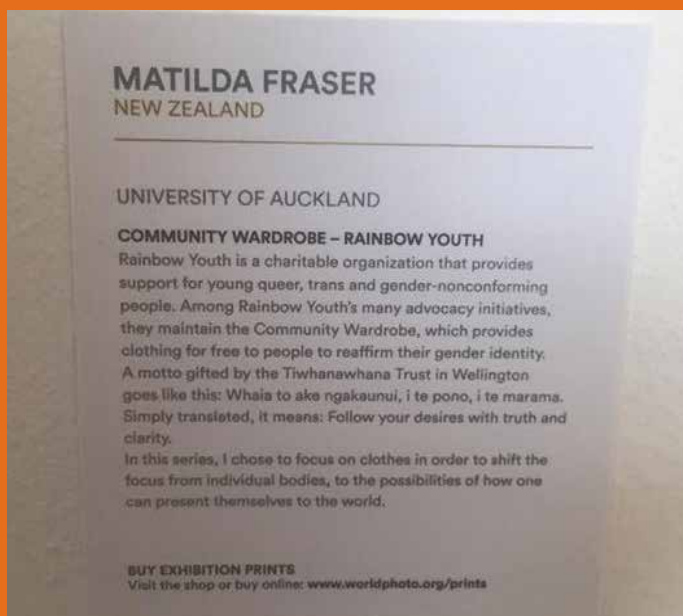 MATILDA FRASER
NEW ZEALAND
UNIVERSITY OF AUCKLAND
COMMUNITY WARDROBE – RAINBOW YOUTH
Rainbow Youth is a charitable organization that provides
support for young queer, trans and gender-nonconforming
people. Among Rainbow Youth's many advocacy initiatives,
they maintain the Community Wardrobe, which provides
clothing for free to people to reaffirm their gender identity.
A motto gifted by the Tiwhanawhana Trust in Wellington
goes like this: Whaia to ake ngakaunui, i te pono, i te marama.
Simply translated, it means: Follow your desires with truth and
clarity.
In this series, I chose to focus on clothes in order to shift the
focus from individual bodies, to the possibilities of how one
can present themselves to the world.
BUY EXHIBITION PRINTS
Visit the shop or buy online: www.worldphoto.org/prints